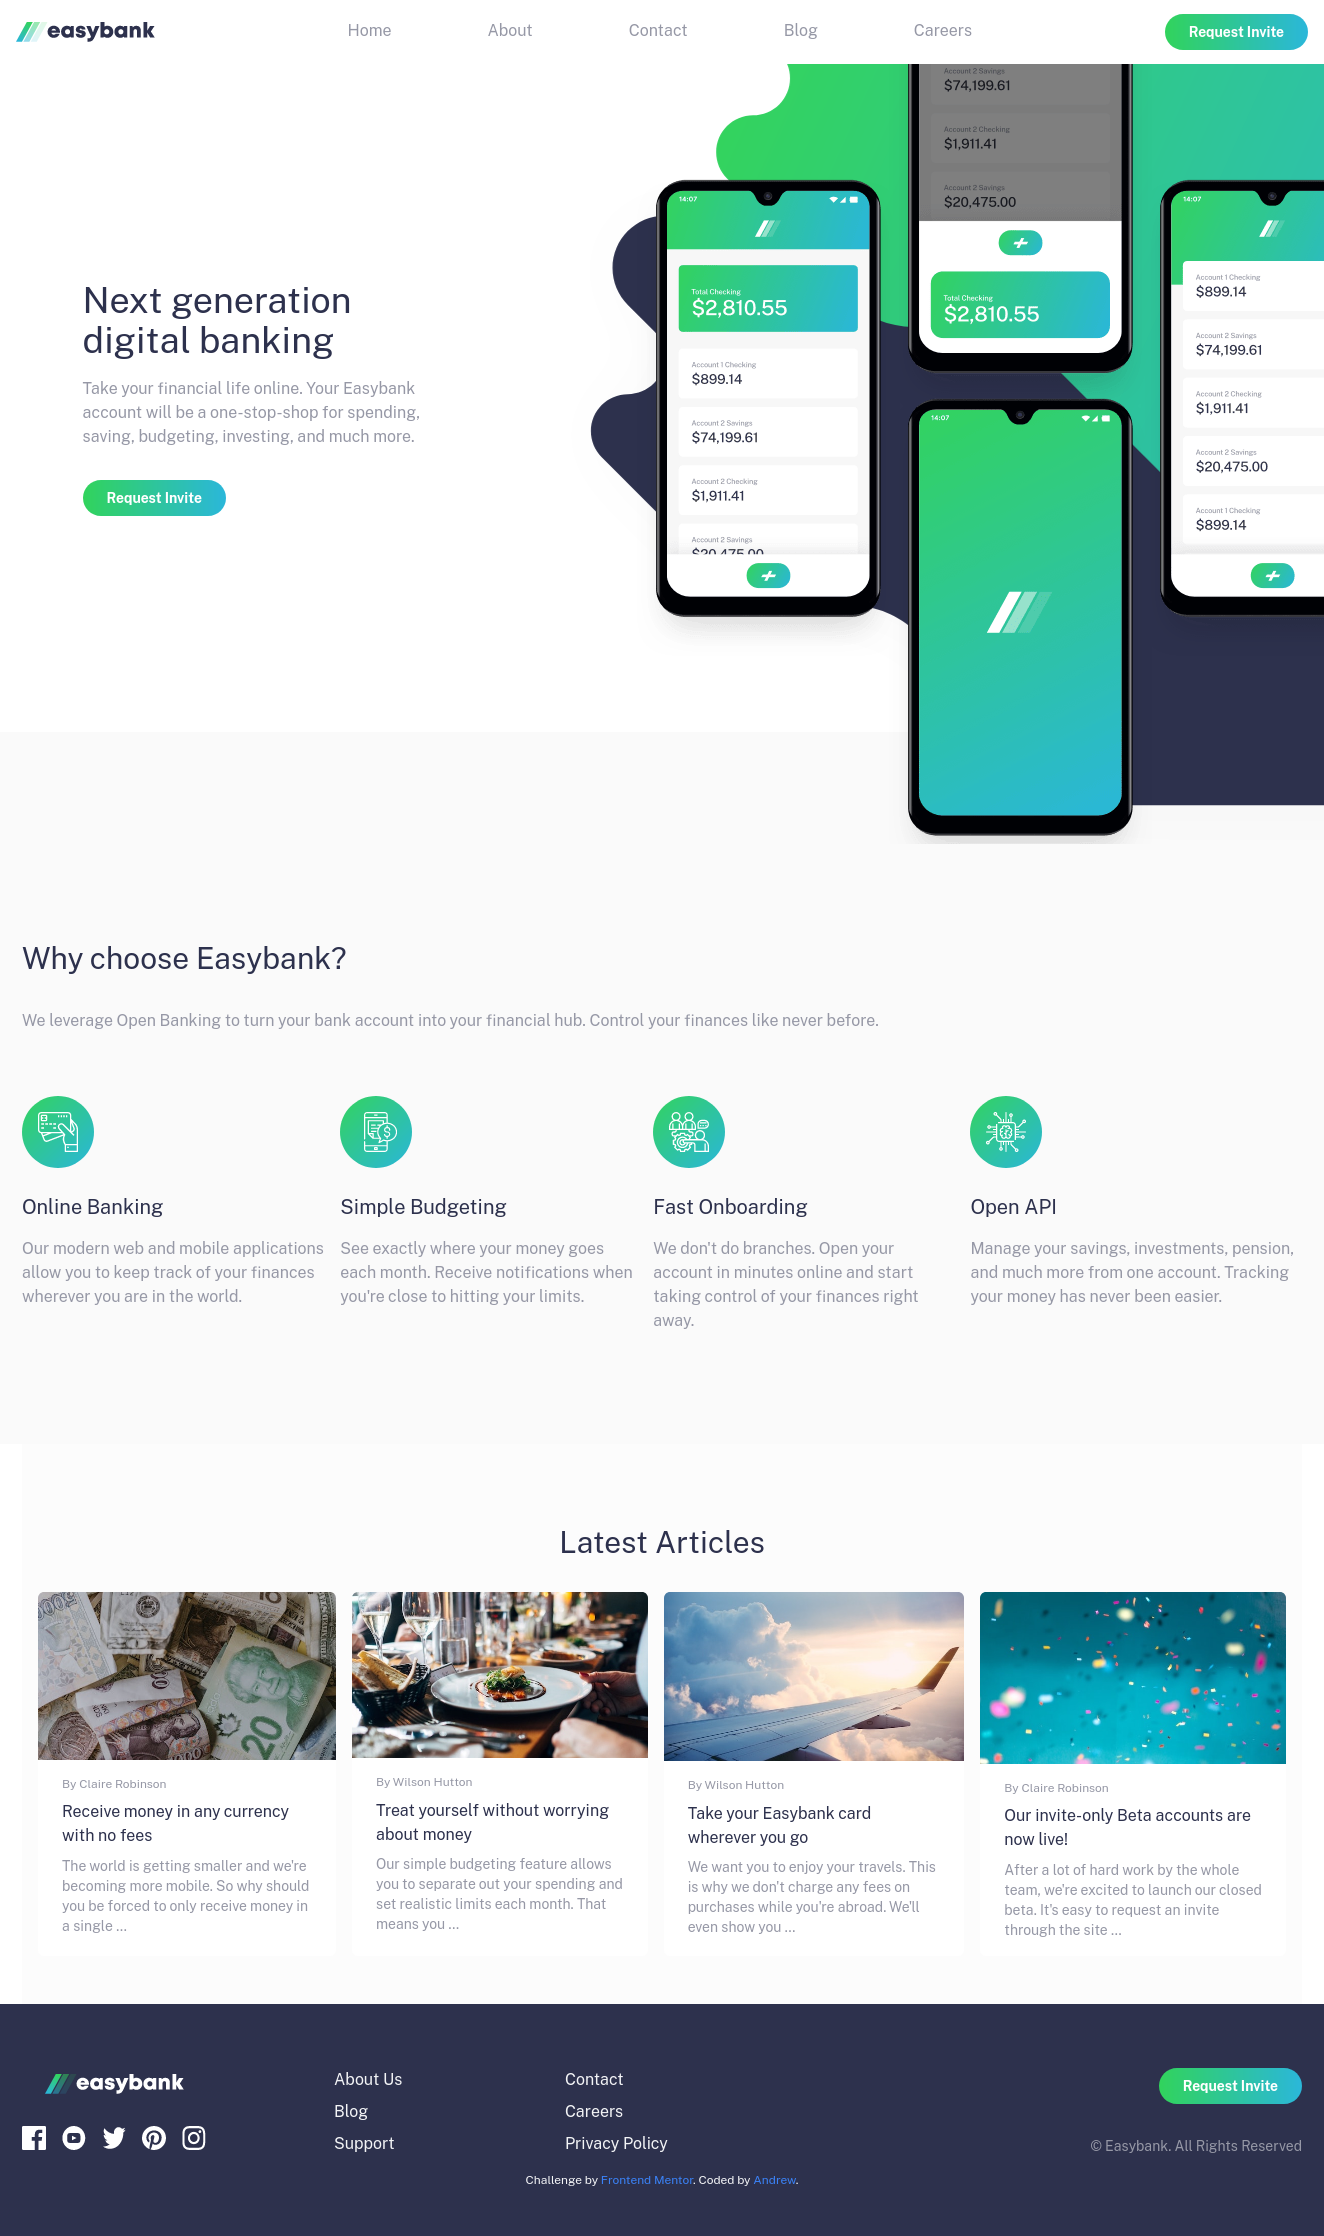 easybank
Home
About
Contact
Blog
Careers
Request Invite
Next generation
digital banking
Take your financial life online. Your Easybank
account will be a one-stop-shop for spending,
saving, budgeting, investing, and much more.
Request Invite
14:07
Total Checking
$2,810.55
Account 1 Checking
$899.14
Account 2 Savings
$74,199.61
Account 2 Checking
$1,911.41
Account 2 Savings
$20,475.00
Account 2 Savings
$74,199.61
Account 2 Checking
$1,911.41
Account 2 Savings
$20,475.00
Total Checking
$2,810.55
14:07
14:07
Account 1 Checking
$899.14
Account 2 Savings
$74,199.61
Account 2 Checking
$1,911.41
Account 2 Savings
$20,475.00
Account 1 Checking
$899.14
Why choose Easybank?
We leverage Open Banking to turn your bank account into your financial hub. Control your finances like never before.
Online Banking
Our modern web and mobile applications
allow you to keep track of your finances
wherever you are in the world.
Simple Budgeting
See exactly where your money goes
each month. Receive notifications when
you're close to hitting your limits.
Fast Onboarding
We don't do branches. Open your
account in minutes online and start
taking control of your finances right
away.
Open API
Manage your savings, investments, pension,
and much more from one account. Tracking
your money has never been easier.
Latest Articles
20
By Claire Robinson
Receive money in any currency
with no fees
The world is getting smaller and we're
becoming more mobile. So why should
you be forced to only receive money in
a single ...
By Wilson Hutton
Treat yourself without worrying
about money
Our simple budgeting feature allows
you to separate out your spending and
set realistic limits each month. That
means you ...
By Wilson Hutton
Take your Easybank card
wherever you go
We want you to enjoy your travels. This
is why we don't charge any fees on
purchases while you're abroad. We'll
even show you ...
By Claire Robinson
Our invite-only Beta accounts are
now live!
After a lot of hard work by the whole
team, we're excited to launch our closed
beta. It's easy to request an invite
through the site ...
easybank
About Us
Blog
Support
Contact
Careers
Privacy Policy
Request Invite
© Easybank. All Rights Reserved
Challenge by Frontend Mentor. Coded by Andrew.